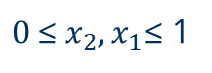 0 ≤ x₂, x₁ ≤ 1